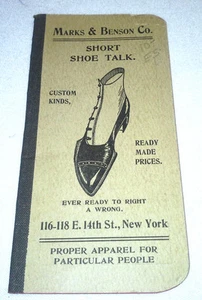 MARKS & BENSON CO.
SHORT
SHOE TALK.
CUSTOM
KINDS,
READY
MADE
PRICES.
EVER READY TO RIGHT
A WRONG.
116-118 E. 14th St., New York
PROPER APPAREL FOR
PARTICULAR PEOPLE